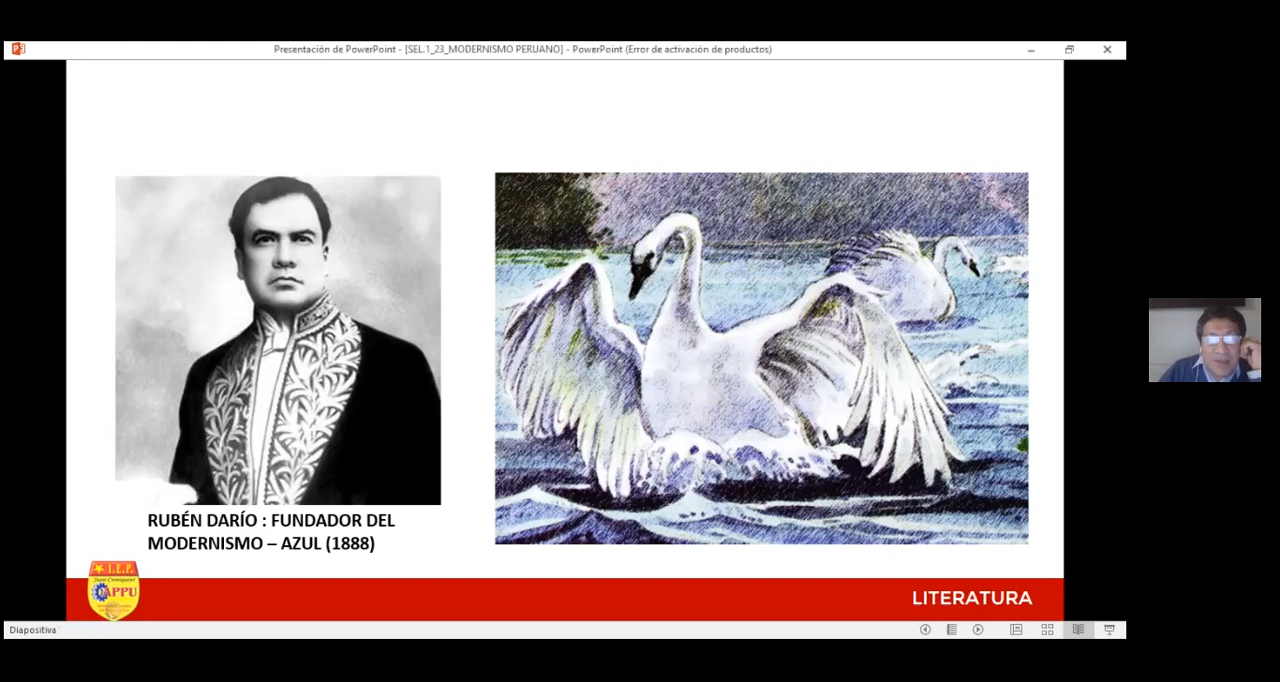 Presentación de PowerPoint - [SEL.1_23_MODERNISMO PERUANO] - PowerPoint (Error de activación de productos)
RUBÉN DARÍO : FUNDADOR DEL
MODERNISMO – AZUL (1888)
I.E.P.
APPU
LITERATURA
Diapositiva